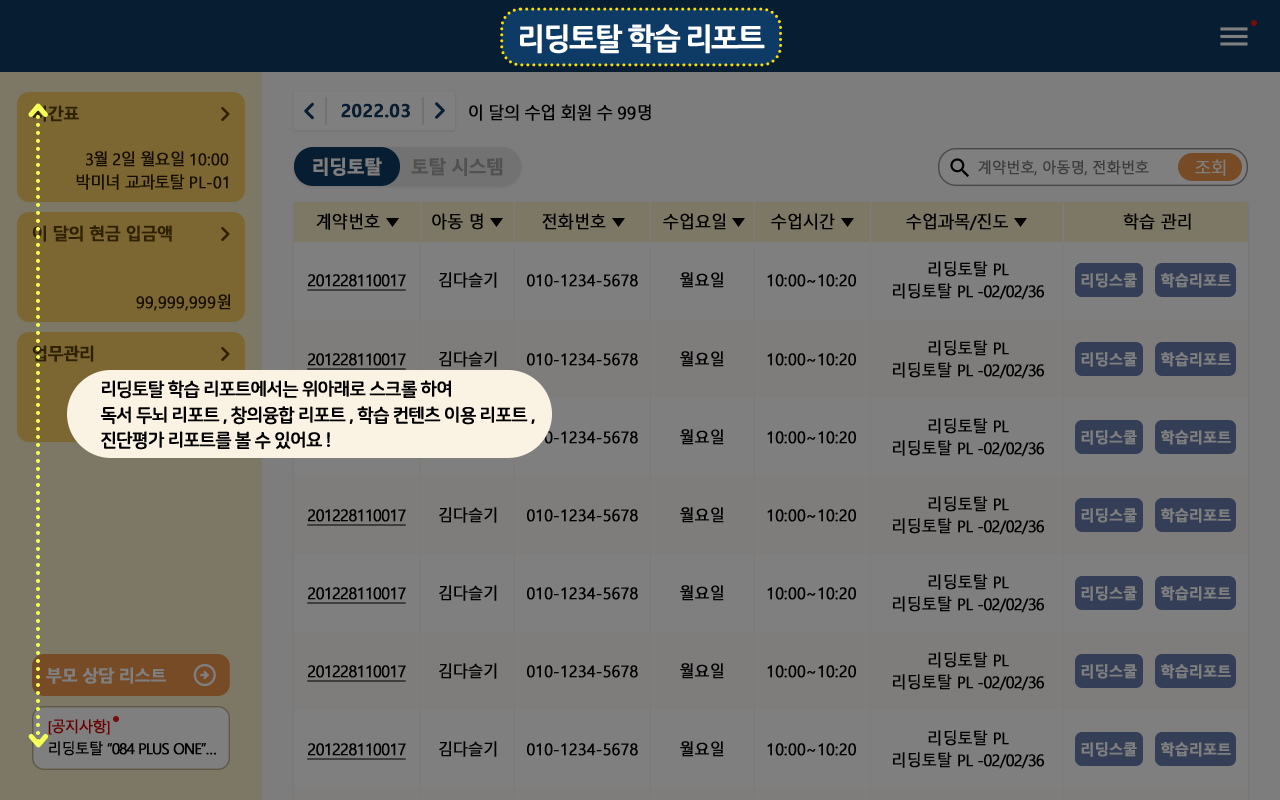 리딩토탈 학습 리포트
시간표
3월 2일 월요일 10:00
박미녀 교과토탈 PL-01
이 달의 현금 입금액
99,999,999원
업무관리
부모 상담 리스트
[공지사항]
리딩토탈 "084 PLUS ONE"...
2022.03 이 달의 수업 회원 수 99명
리딩토탈 토탈 시스템 계약번호, 아동명, 전화번호 조회
계약번호 ▼ 아동 명 ▼ 전화번호 ▼ 수업요일 ▼ 수업시간 ▼ 수업과목/진도 ▼ 학습 관리
201228110017 김다슬기 010-1234-5678 월요일 10:00~10:20 리딩토탈 PL 리딩스쿨 학습리포트
리딩토탈 PL -02/02/36
201228110017 김다슬기 010-1234-5678 월요일 10:00~10:20 리딩토탈 PL 리딩스쿨 학습리포트
리딩토탈 PL -02/02/36
리딩토탈 학습 리포트에서는 위아래로 스크롤 하여
독서 두뇌 리포트 , 창의융합 리포트 , 학습 컨텐츠 이용 리포트 ,
진단평가 리포트를 볼 수 있어요 !
0-1234-5678 월요일 10:00~10:20 리딩토탈 PL 리딩스쿨 학습리포트
리딩토탈 PL -02/02/36
201228110017 김다슬기 010-1234-5678 월요일 10:00~10:20 리딩토탈 PL 리딩스쿨 학습리포트
리딩토탈 PL -02/02/36
201228110017 김다슬기 010-1234-5678 월요일 10:00~10:20 리딩토탈 PL 리딩스쿨 학습리포트
리딩토탈 PL -02/02/36
201228110017 김다슬기 010-1234-5678 월요일 10:00~10:20 리딩토탈 PL 리딩스쿨 학습리포트
리딩토탈 PL -02/02/36
201228110017 김다슬기 010-1234-5678 월요일 10:00~10:20 리딩토탈 PL 리딩스쿨 학습리포트
리딩토탈 PL -02/02/36